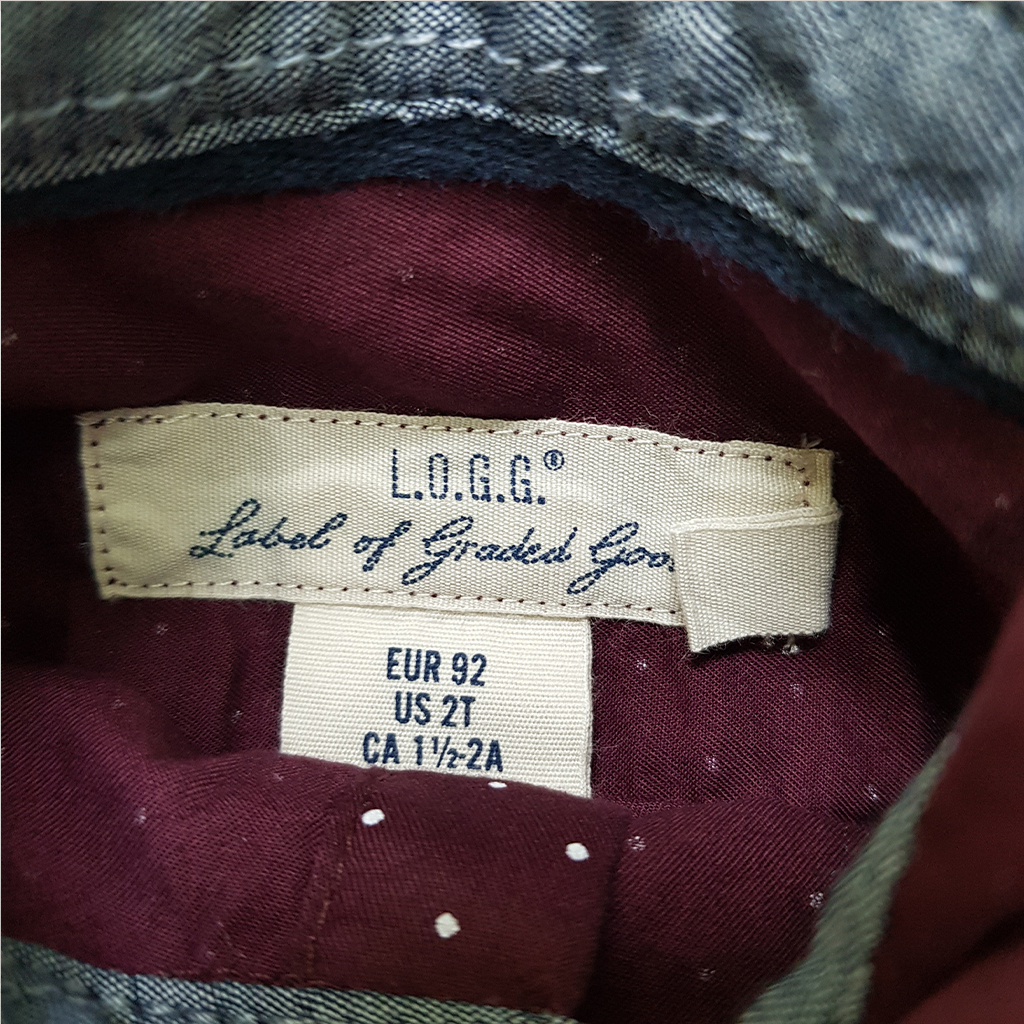 L.O.G.G.®
Label of Graded Goo
EUR 92
US 2T
CA 1½-2A